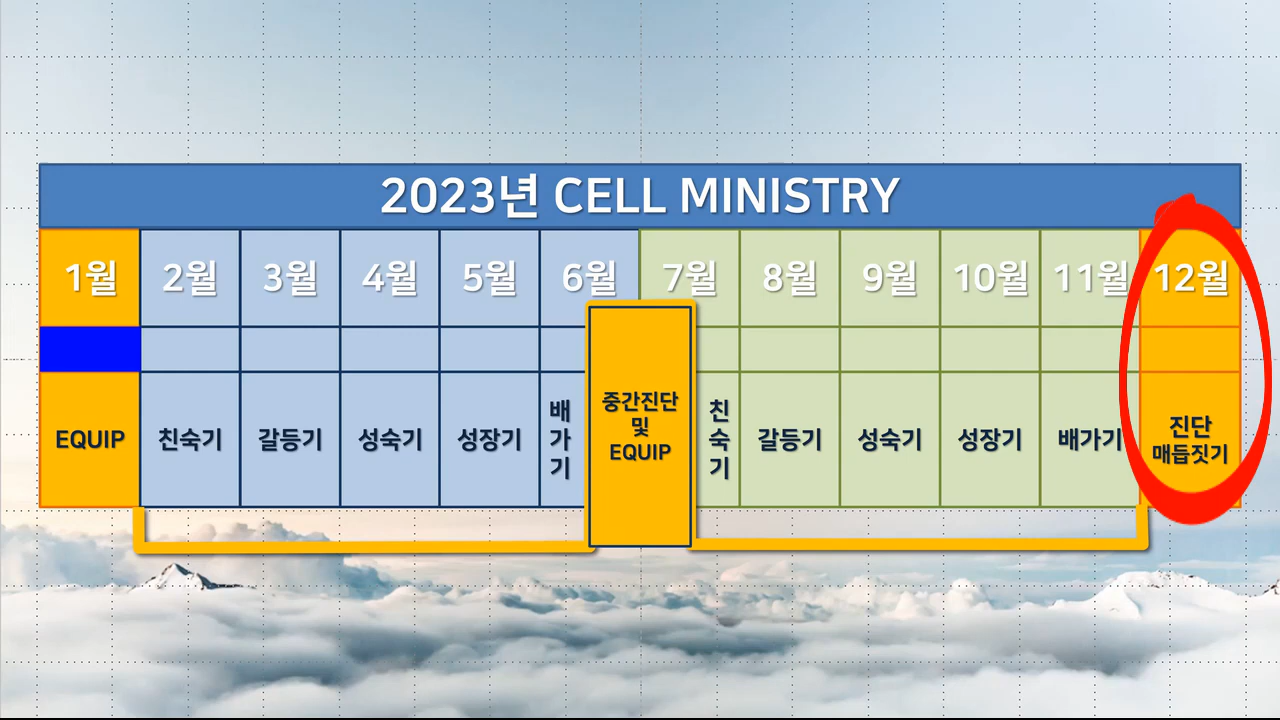 2023년 CELL MINISTRY
1월 2월 3월 4월 5월 6월 7월 8월 9월 10월 11월 12월
EQUIP 친숙기 갈등기 성숙기 성장기
배
가
기
중간진단
및
EQUIP
친
숙
기
갈등기 성숙기 성장기 배가기
진단
매듭짓기